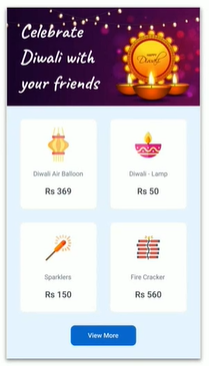 Celebrate
Diwali with
your friends
HAPPY
Diwali
Diwali Air Balloon
Rs 369
Diwali - Lamp
Rs 50
Sparklers
Rs 150
Fire Cracker
Rs 560
View More